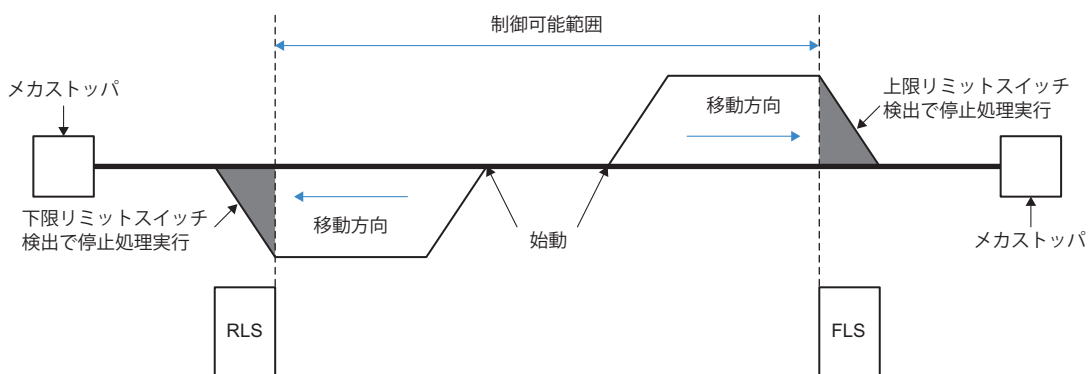 制御可能範囲
メカストッパ
移動方向
上限リミットスイッチ
検出で停止処理実行
下限リミットスイッチ
検出で停止処理実行
移動方向
始動
メカストッパ
RLS
FLS